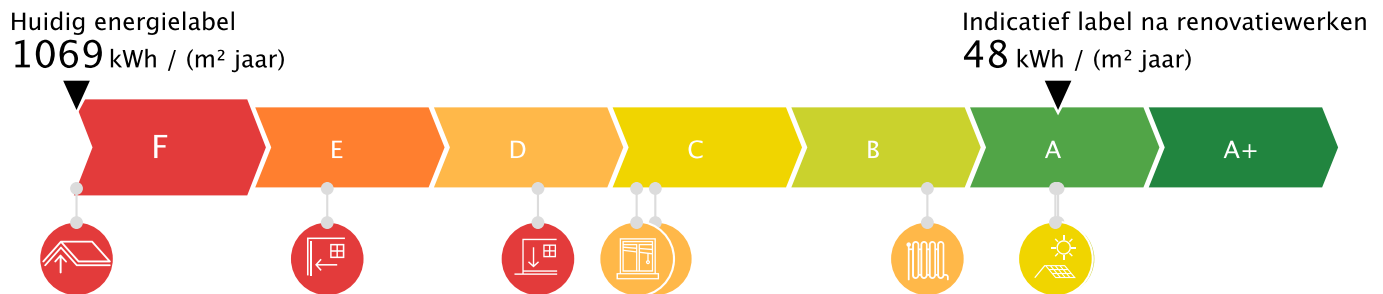 Huidig energielabel
1069 kWh / (m² jaar)
Indicatief label na renovatiewerken
48 kWh / (m² jaar)
F E D C B A A+